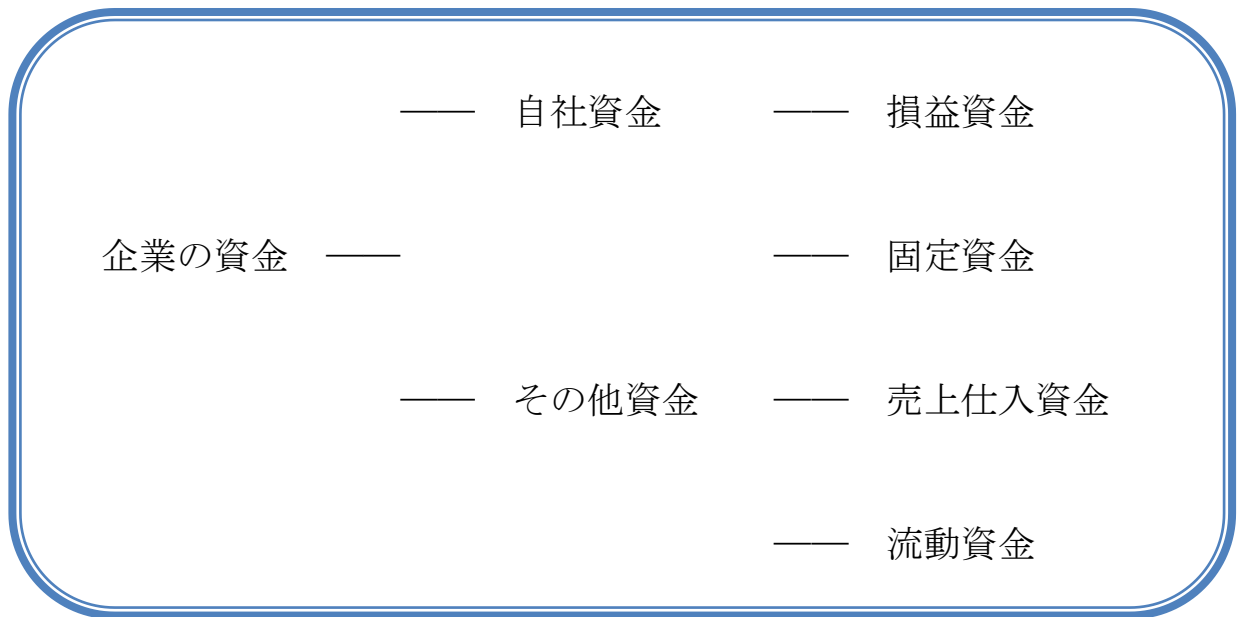 ―― 自社資金 ―― 損益資金
企業の資金 ―― ―― 固定資金
―― その他資金 ―― 売上仕入資金
―― 流動資金